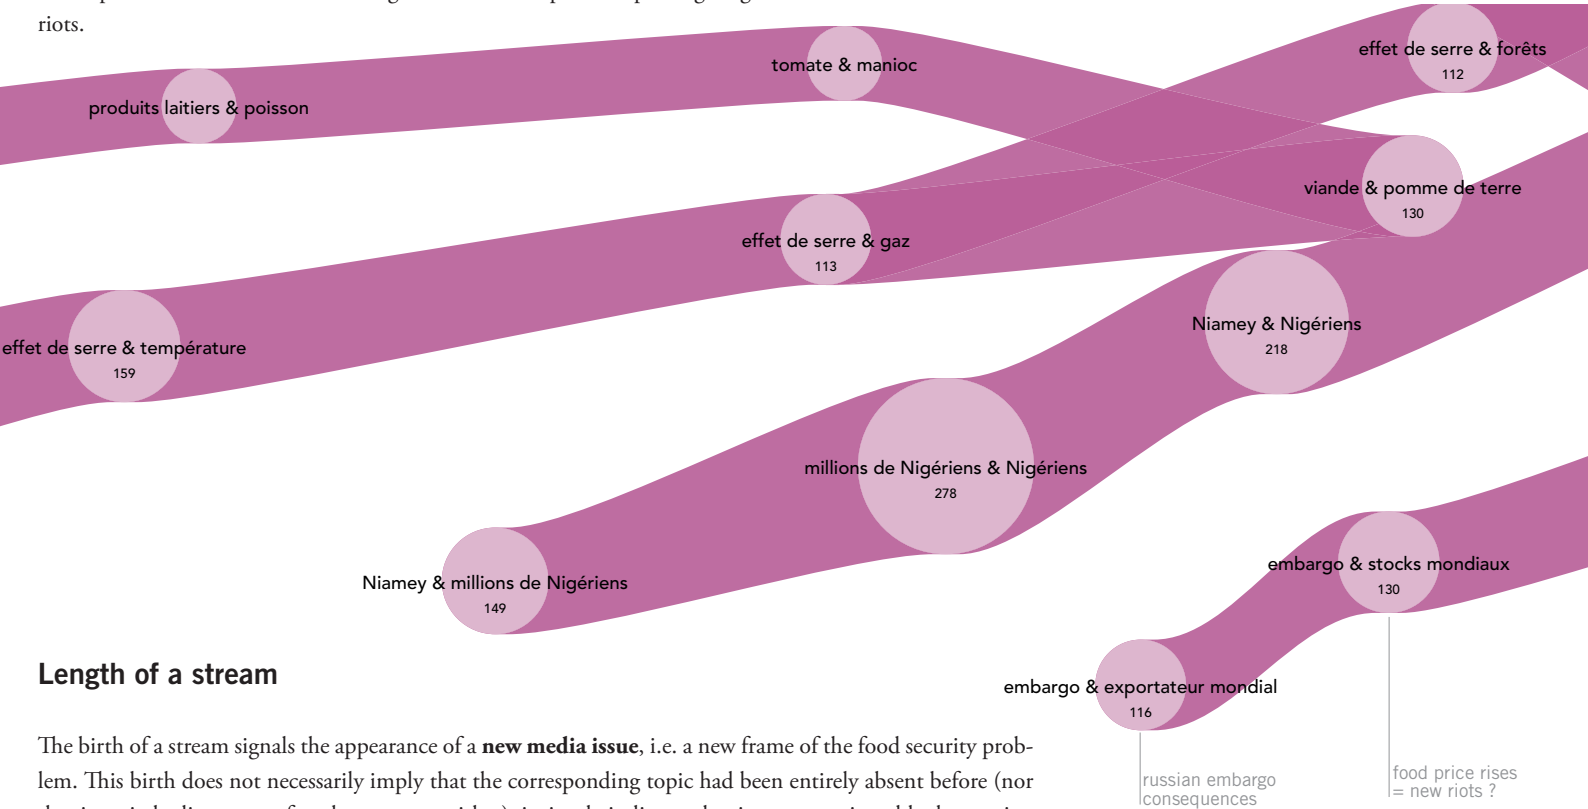 riots.
effet de serre & forêts
112
tomate & manioc
produits laitiers & poisson
viande & pomme de terre
130
effet de serre & gaz
113
Niamey & Nigériens
218
effet de serre & température
159
millions de Nigériens & Nigériens
278
embargo & stocks mondiaux
130
Niamey & millions de Nigériens
149
Length of a stream
embargo & exportateur mondial
116
The birth of a stream signals the appearance of a new media issue, i.e. a new frame of the food security prob-
lem. This birth does not necessarily imply that the corresponding topic had been entirely absent before (nor
russian embargo
consequences
food price rises
= new riots ?